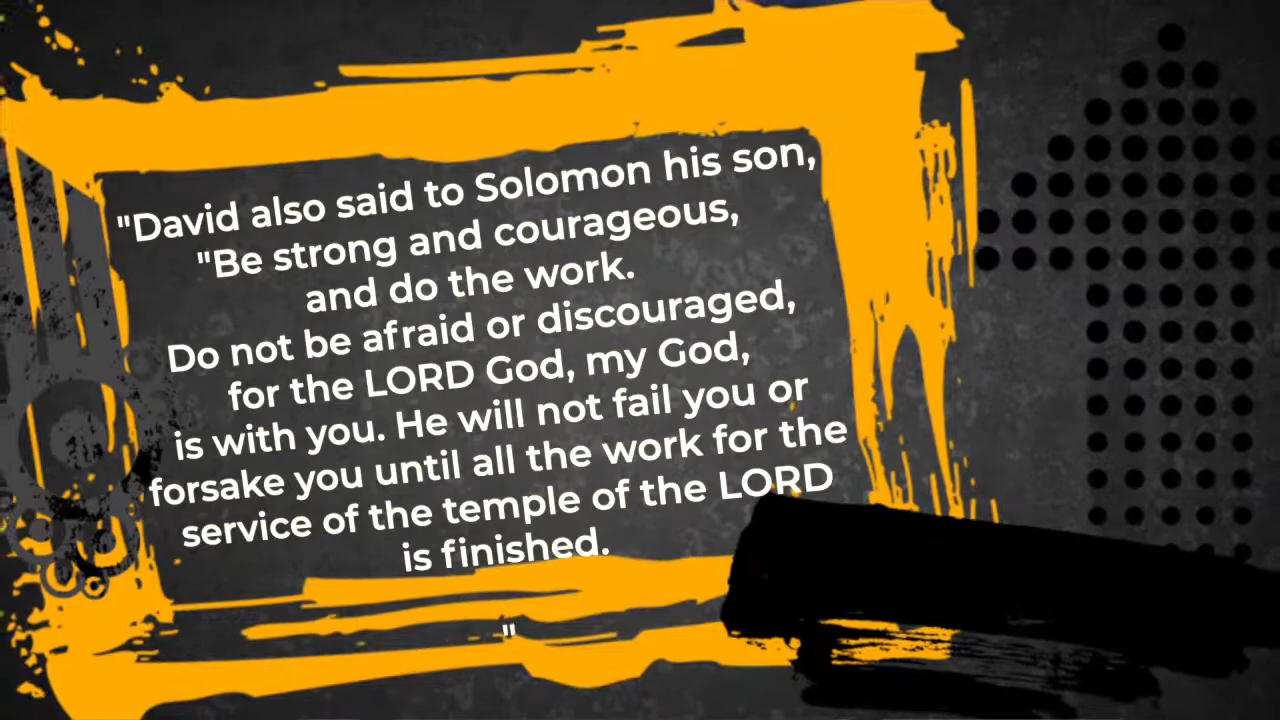 "David also said to Solomon his son,
"Be strong and courageous,
and do the work.
Do not be afraid or discouraged,
for the LORD God, my God,
is with you. He will not fail you or
forsake you until all the work for the
service of the temple of the LORD
is finished.
"